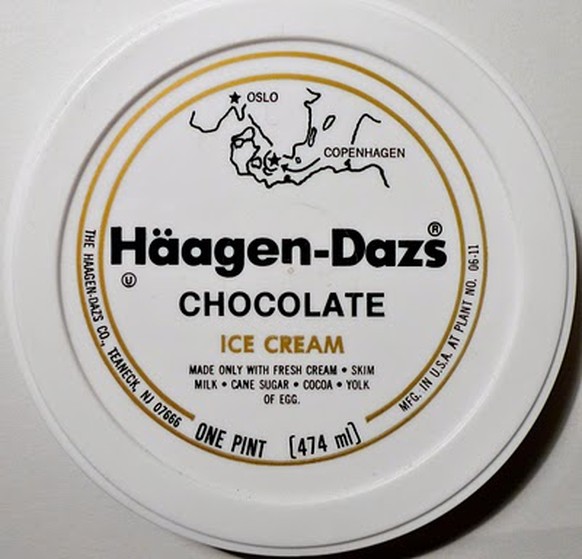 OSLO
COPENHAGEN
Häagen-Dazs®
Ⓤ
CHOCOLATE
ICE CREAM
MADE ONLY WITH FRESH CREAM • SKIM
MILK • CANE SUGAR • COCOA • YOLK
OF EGG.
THE HÄAGEN-DAZS CO., TEANECK, NJ 07666
ONE PINT (474 ml)
MFG. IN U.S.A. AT PLANT NO. 06-11